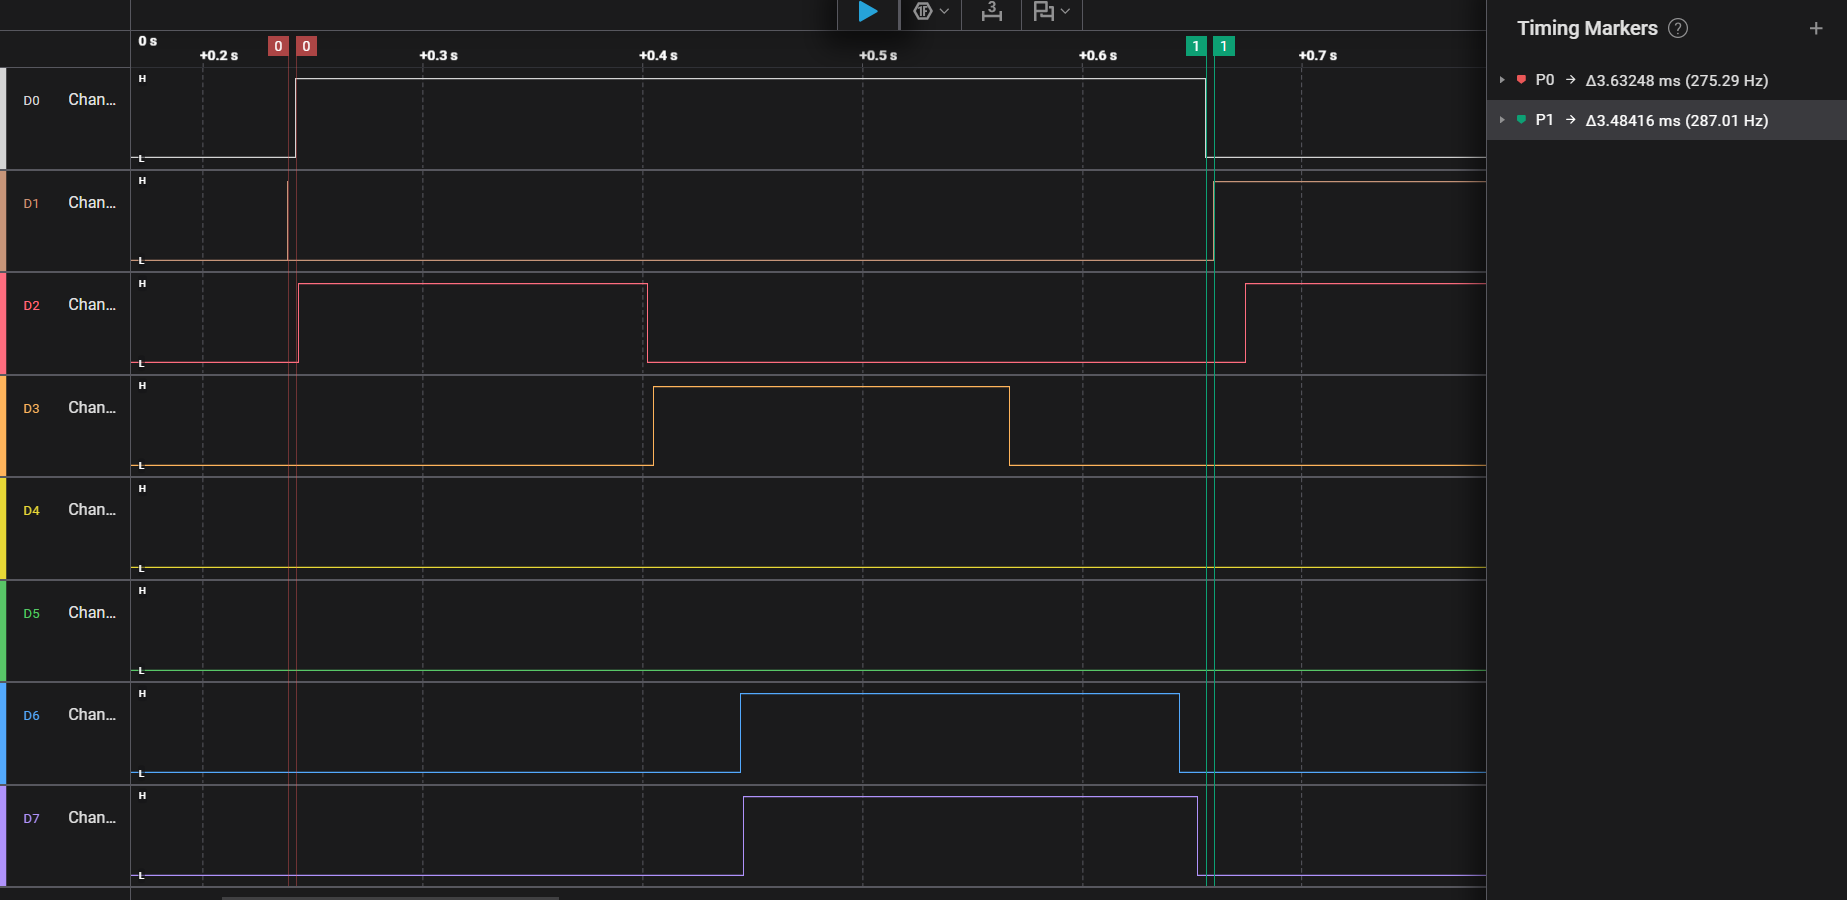 3
Timing Markers ?
0 s
+0.2 s 0 0 +0.3 s +0.4 s +0.5 s +0.6 s 1 1 +0.7 s
P0 → Δ3.63248 ms (275.29 Hz)
P1 → Δ3.48416 ms (287.01 Hz)
H
D0 Chan...
L
H
D1 Chan...
L
H
D2 Chan...
L
H
D3 Chan...
L
H
D4 Chan...
L
H
D5 Chan...
L
H
D6 Chan...
L
H
D7 Chan...
L